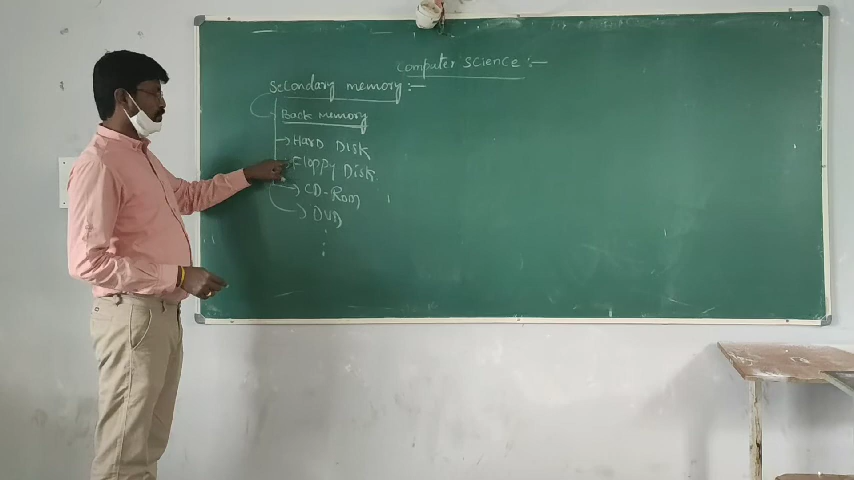 Computer Science :-
Secondary memory :-
Back memory
Hard Disk
Floppy Disk
CD-Rom
DVD